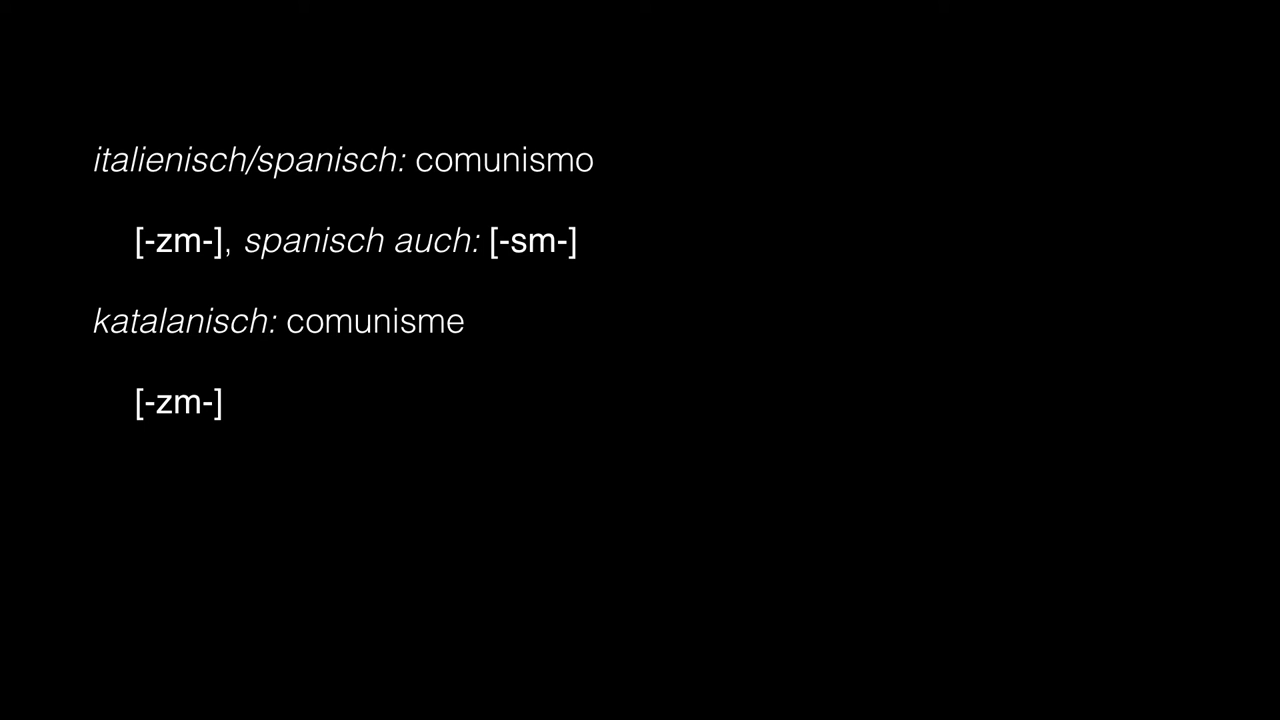 italienisch/spanisch: comunismo
[-zm-], spanisch auch: [-sm-]
katalanisch: comunisme
[-zm-]